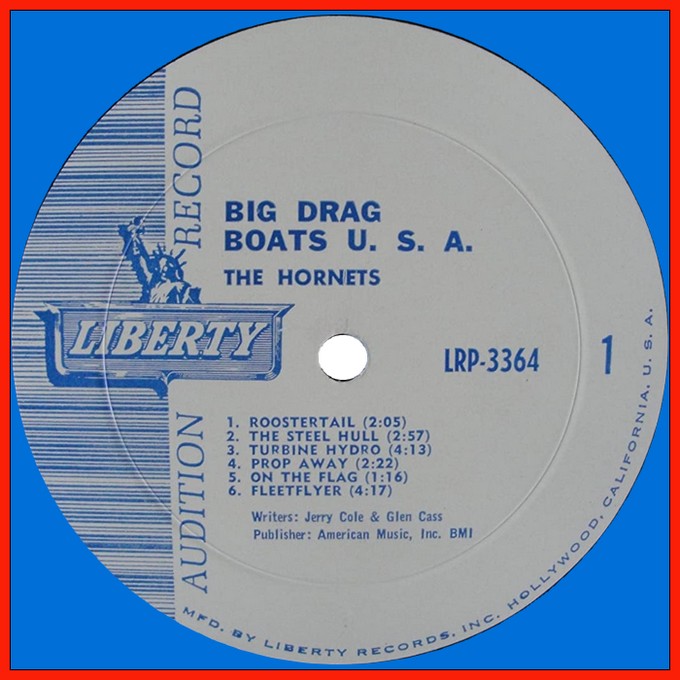 AUDITION RECORD
BIG DRAG
BOATS U. S. A.
THE HORNETS
LIBERTY
LRP-3364
1
1. ROOSTERTAIL (2:05)
2. THE STEEL HULL (2:57)
3. TURBINE HYDRO (4:13)
4. PROP AWAY (2:22)
5. ON THE FLAG (1:16)
6. FLEETFLYER (4:17)
Writers: Jerry Cole & Glen Cass
Publisher: American Music, Inc. BMI
MFD. BY LIBERTY RECORDS, INC. HOLLYWOOD, CALIFORNIA, U. S. A.